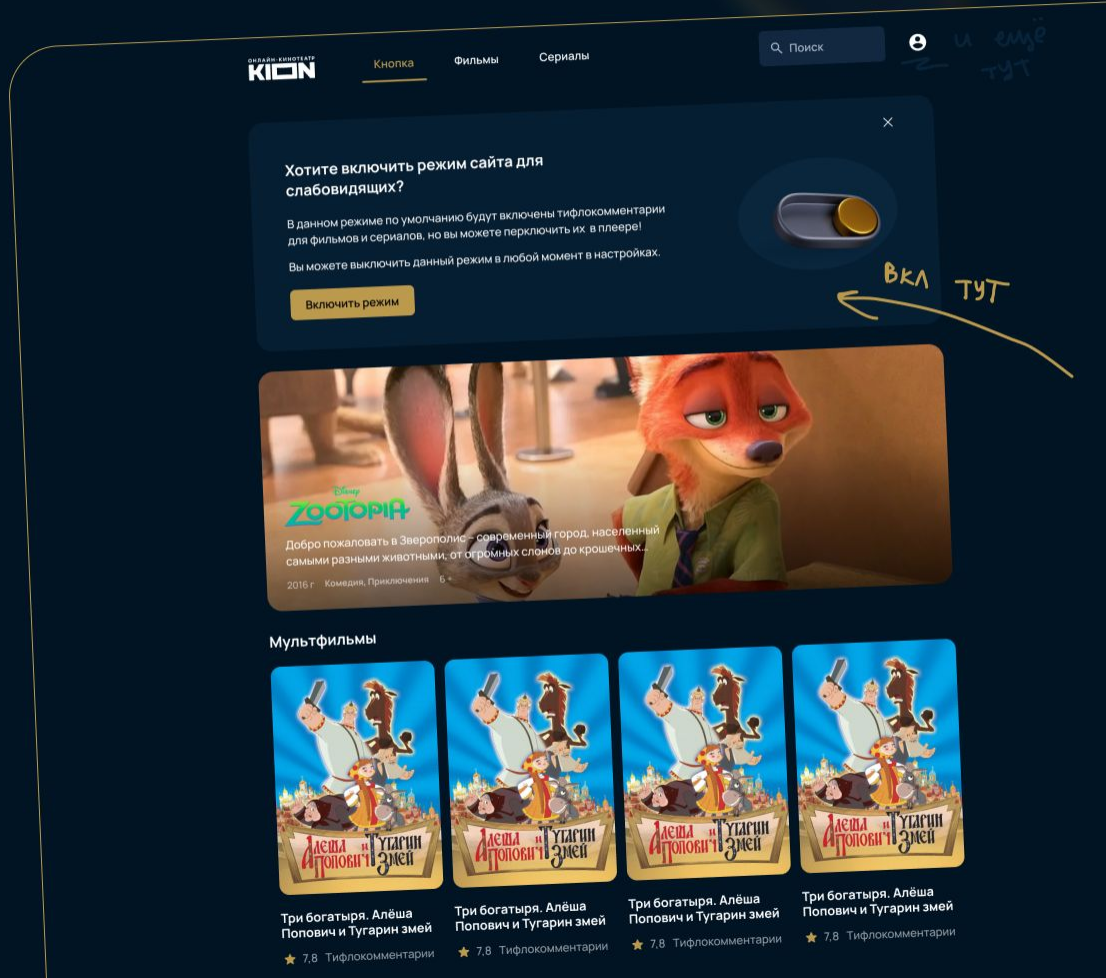 ОНЛАЙН-КИНОТЕАТР
KION
Кнопка
Фильмы
Сериалы
Поиск
и ещё
тут
Хотите включить режим сайта для
слабовидящих?
В данном режиме по умолчанию будут включены тифлокомментарии
для фильмов и сериалов, но вы можете перключить их в плеере!
Вы можете выключить данный режим в любой момент в настройках.
Включить режим
ВКЛ ТУТ
Disney
ZOOTOPIA
Добро пожаловать в Зверополис – современный город, населенный
самыми разными животными, от огромных слонов до крошечных...
2016 г Комедия, Приключения 6+
Мультфильмы
Алеша Попович и Тугарин Змей
Алеша Попович и Тугарин Змей
Алеша Попович и Тугарин Змей
Алеша Попович и Тугарин Змей
Три богатыря. Алёша
Попович и Тугарин змей
7,8 Тифлокомментарии
Три богатыря. Алёша
Попович и Тугарин змей
7,8 Тифлокомментарии
Три богатыря. Алёша
Попович и Тугарин змей
7,8 Тифлокомментарии
Три богатыря. Алёша
Попович и Тугарин змей
7,8 Тифлокомментарии